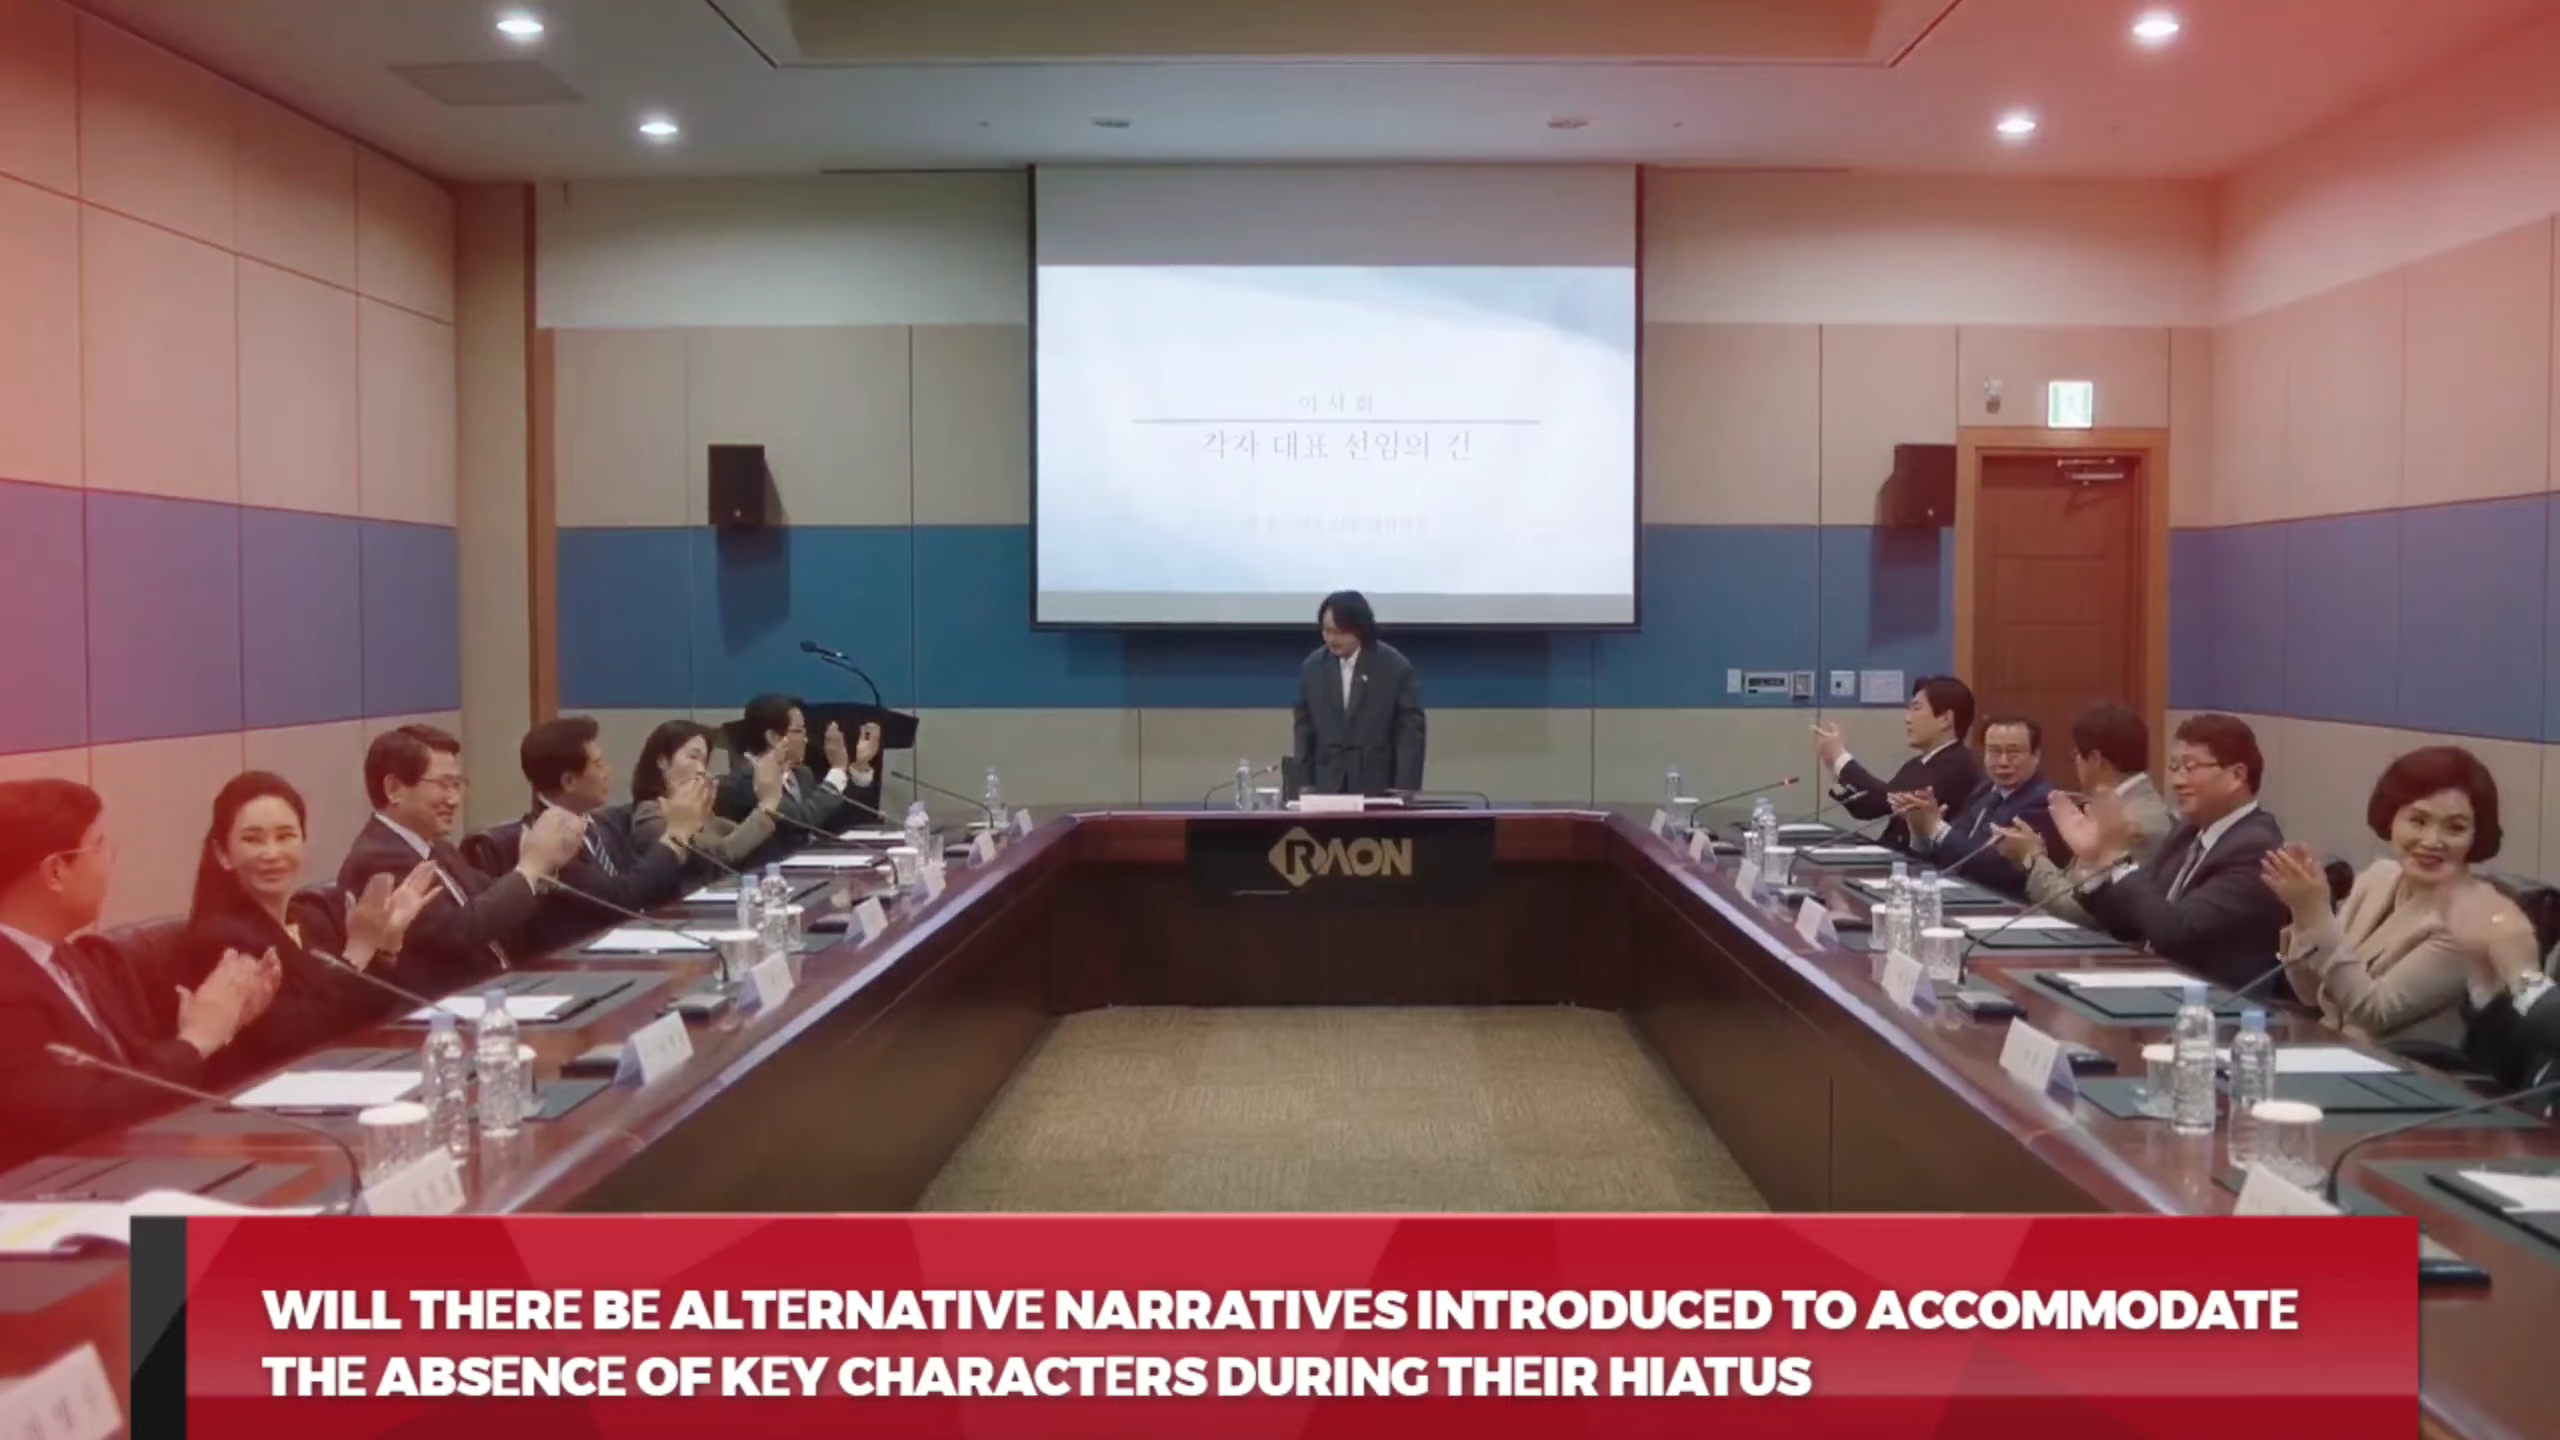 이사회
각자 대표 선임의 건
RAON
WILL THERE BE ALTERNATIVE NARRATIVES INTRODUCED TO ACCOMMODATE
THE ABSENCE OF KEY CHARACTERS DURING THEIR HIATUS